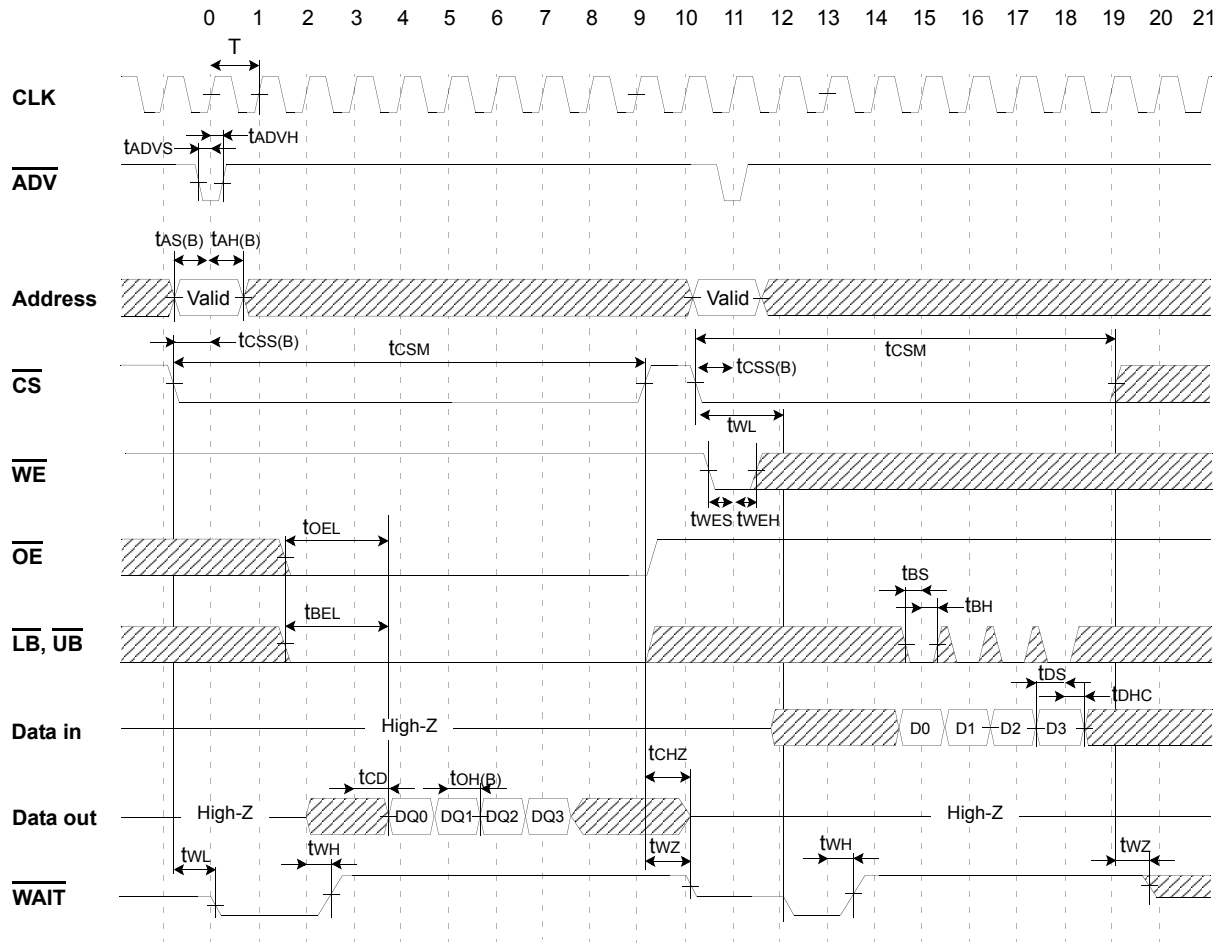 0 1 2 3 4 5 6 7 8 9 10 11 12 13 14 15 16 17 18 19 20 21
T
CLK
tADVH
tADVS
ADV
tAS(B) tAH(B)
Address Valid Valid
tCSS(B) tCSM tCSM
tCSS(B)
CS
tWL
WE
tWES tWEH
tOEL
OE
tBS
tBEL tBH
LB, UB
tDS
tDHC
High-Z
Data in D0 D1 D2 D3
tCHZ
tCD tOH(B)
Data out High-Z DQ0 DQ1 DQ2 DQ3 High-Z
tWL tWH tWZ tWH tWZ
WAIT